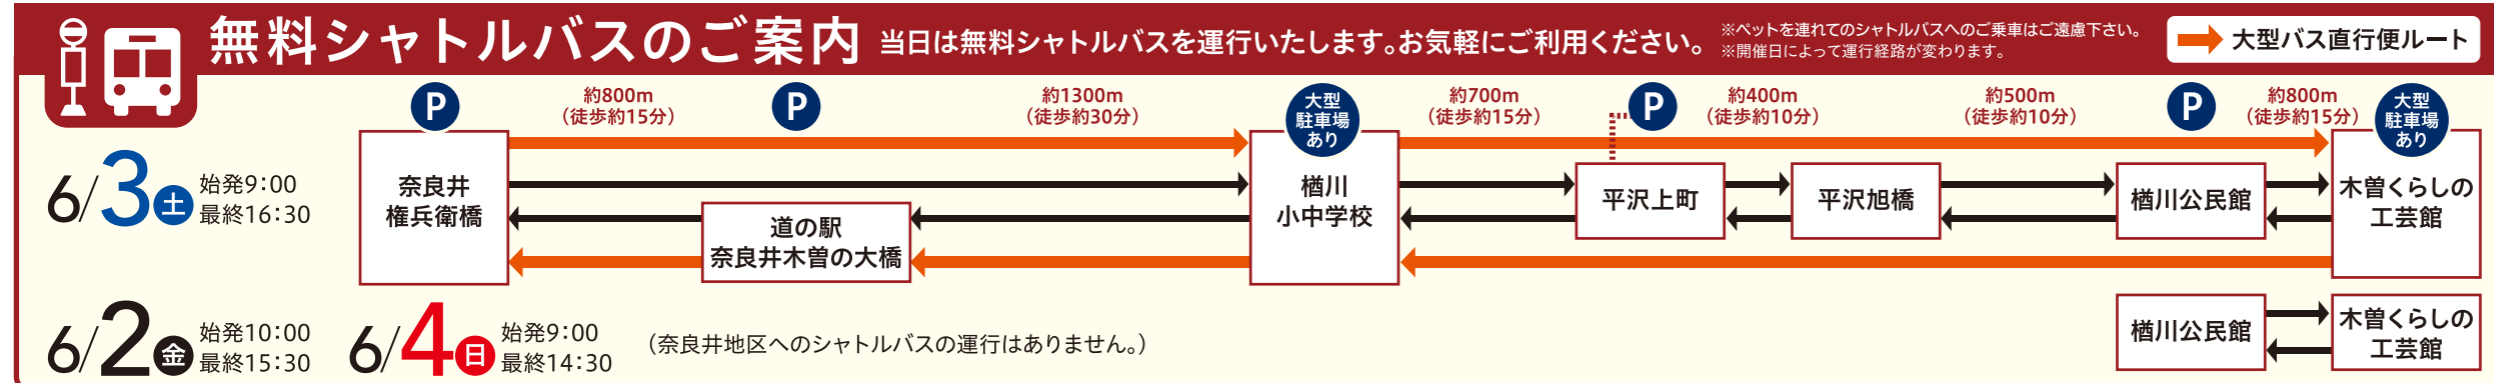 無料シャトルバスのご案内
当日は無料シャトルバスを運行いたします。お気軽にご利用ください。
※ペットを連れてのシャトルバスへのご乗車はご遠慮下さい。
※開催日によって運行経路が変わります。
大型バス直行便ルート
P
約800m
（徒歩約15分）
P
約1300m
（徒歩約30分）
大型
駐車場
あり
約700m
（徒歩約15分）
P
約400m
（徒歩約10分）
約500m
（徒歩約10分）
P
約800m
（徒歩約15分）
大型
駐車場
あり
6/3土
始発9：00
最終16：30
奈良井
権兵衛橋
道の駅
奈良井木曽の大橋
楢川
小中学校
平沢上町
平沢旭橋
楢川公民館
木曽くらしの
工芸館
6/2金
始発10：00
最終15：30
6/4日
始発9：00
最終14：30
（奈良井地区へのシャトルバスの運行はありません。）
楢川公民館
木曽くらしの
工芸館